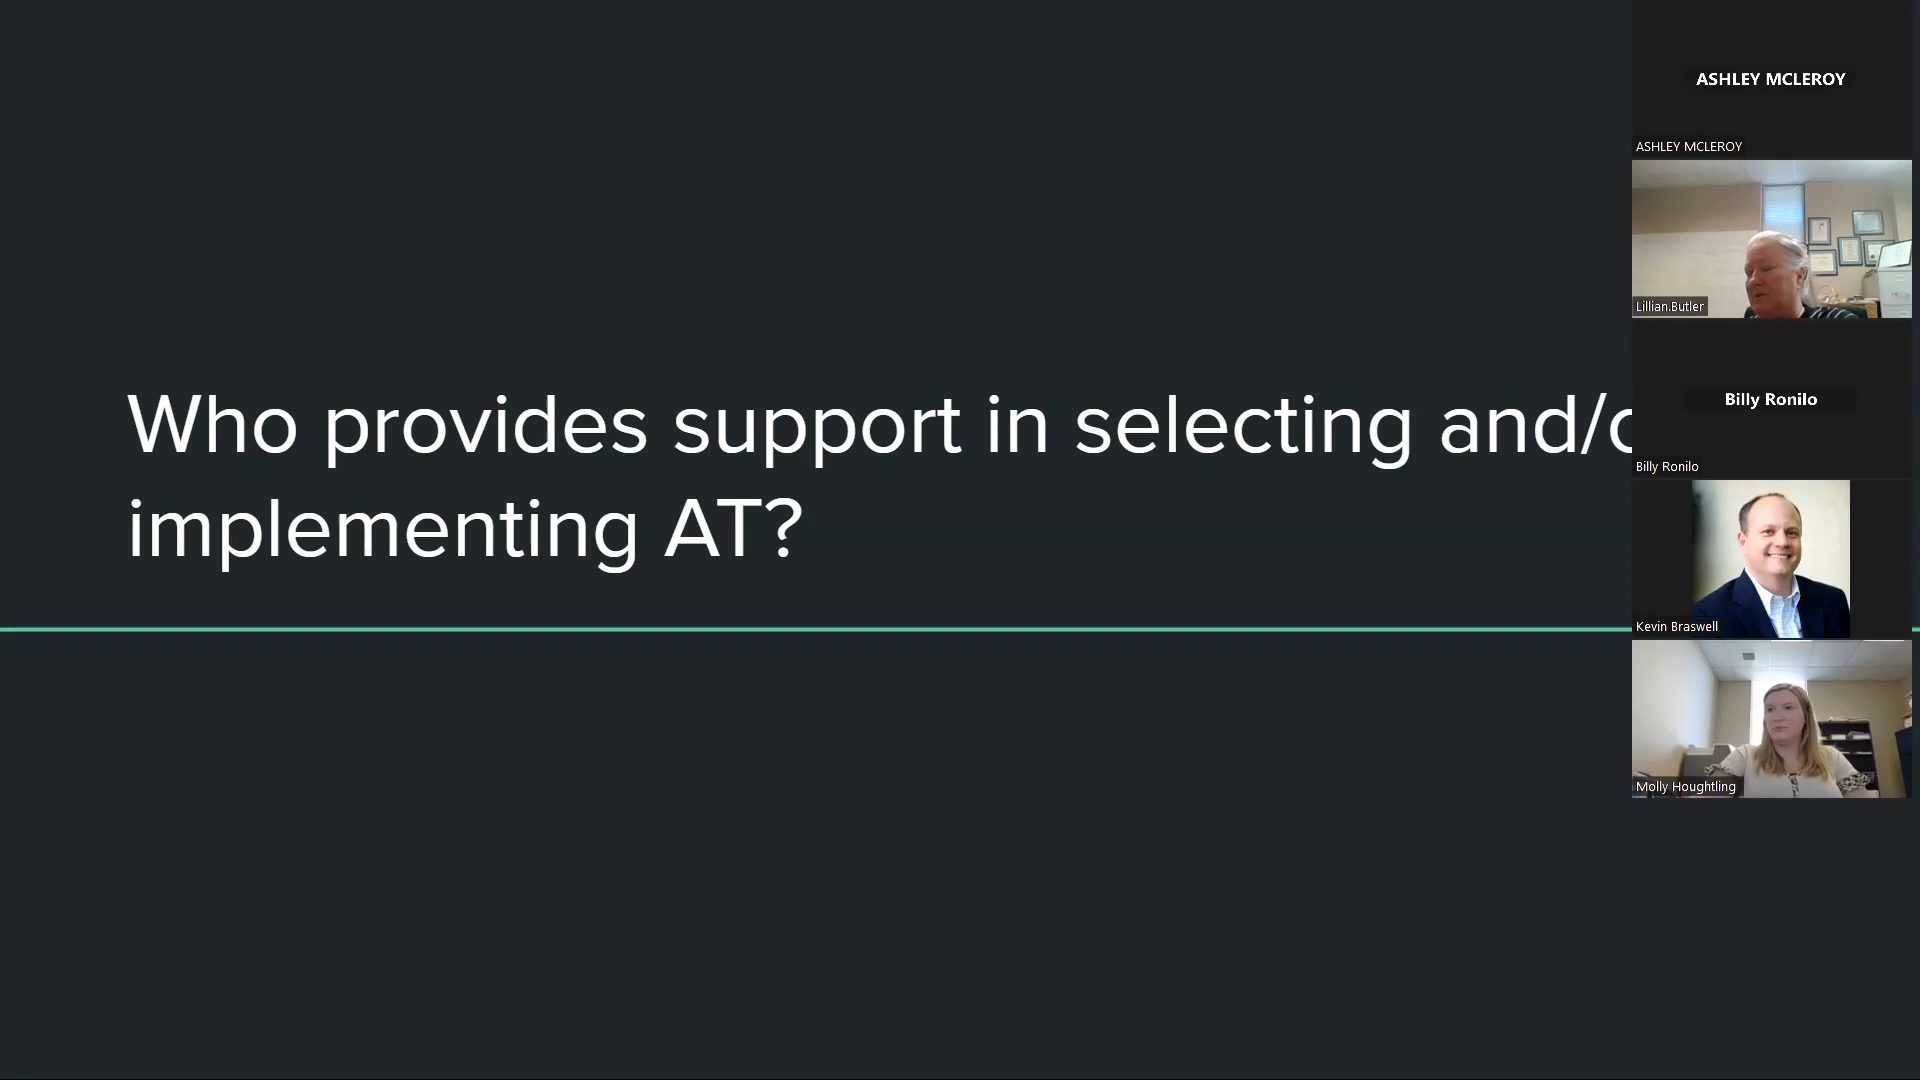 Who provides support in selecting and/
implementing AT?
ASHLEY MCLEROY
ASHLEY MCLEROY
Lillian.Butler
Billy Ronilo
Billy Ronilo
Kevin Braswell
Molly Houghtling